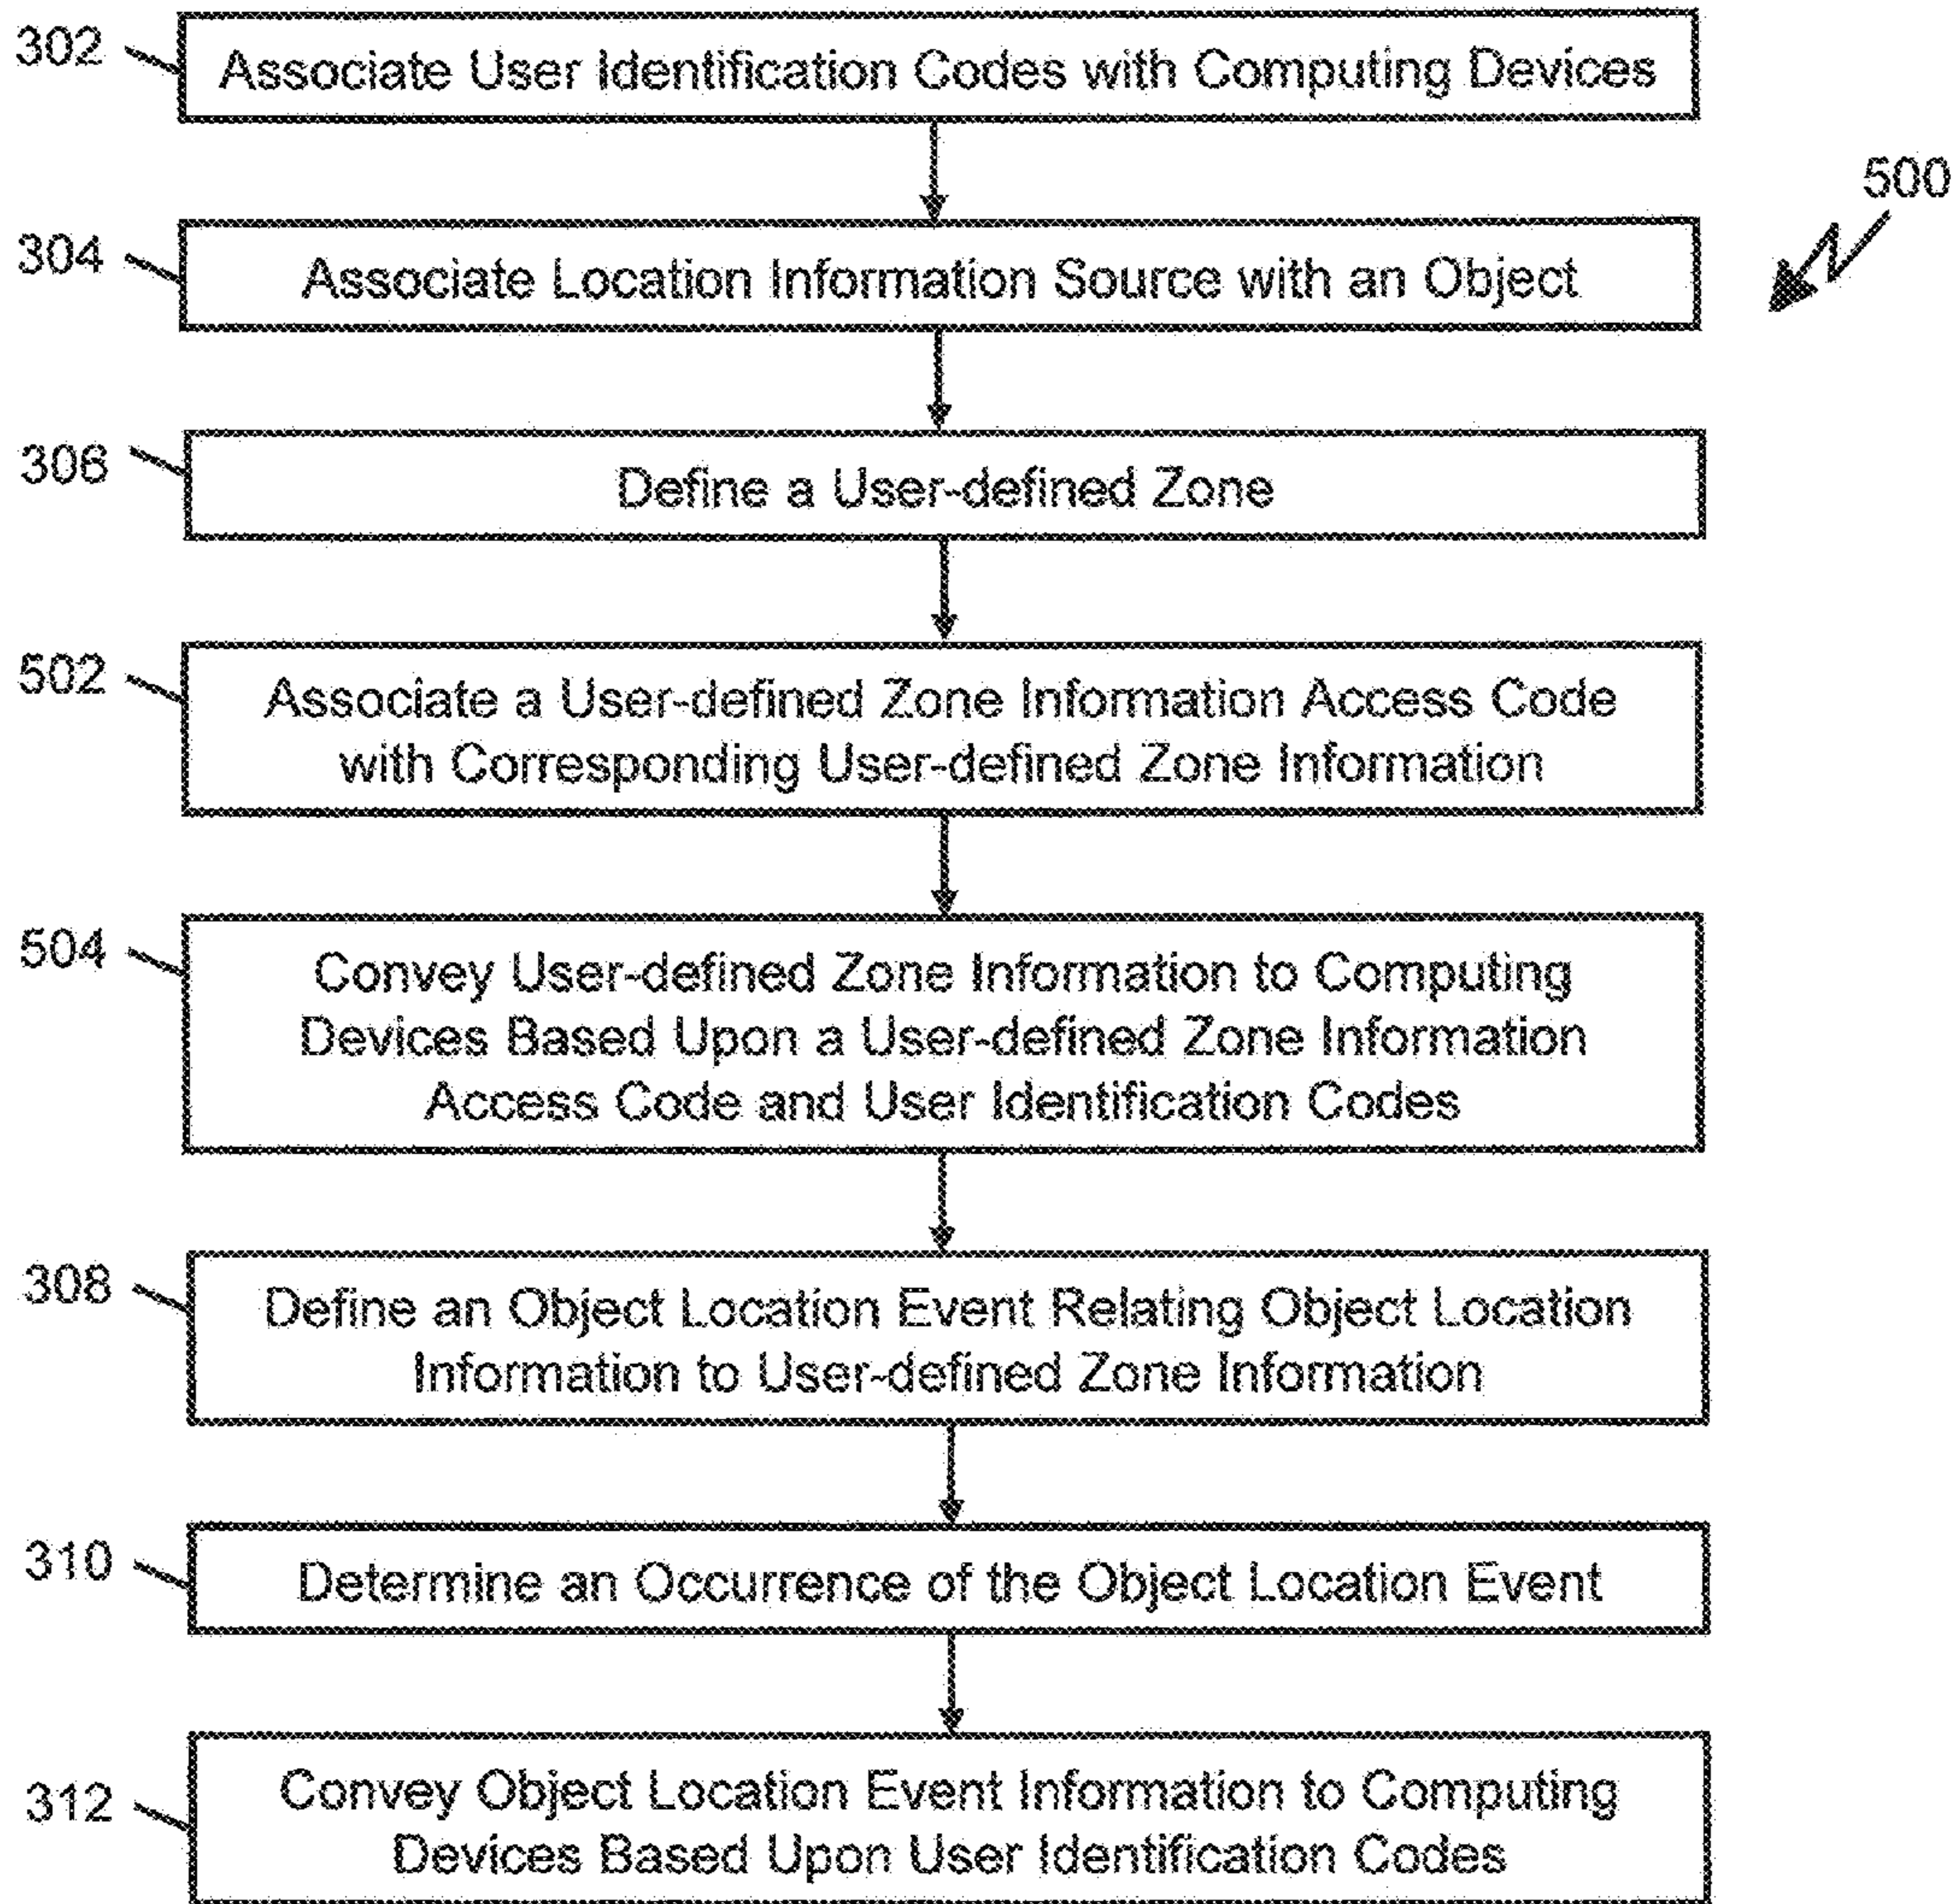 302
Associate User Identification Codes with Computing Devices
500
304
Associate Location Information Source with an Object
306
Define a User-defined Zone
502
Associate a User-defined Zone Information Access Code
with Corresponding User-defined Zone Information
504
Convey User-defined Zone Information to Computing
Devices Based Upon a User-defined Zone Information
Access Code and User Identification Codes
308
Define an Object Location Event Relating Object Location
Information to User-defined Zone Information
310
Determine an Occurrence of the Object Location Event
312
Convey Object Location Event Information to Computing
Devices Based Upon User Identification Codes